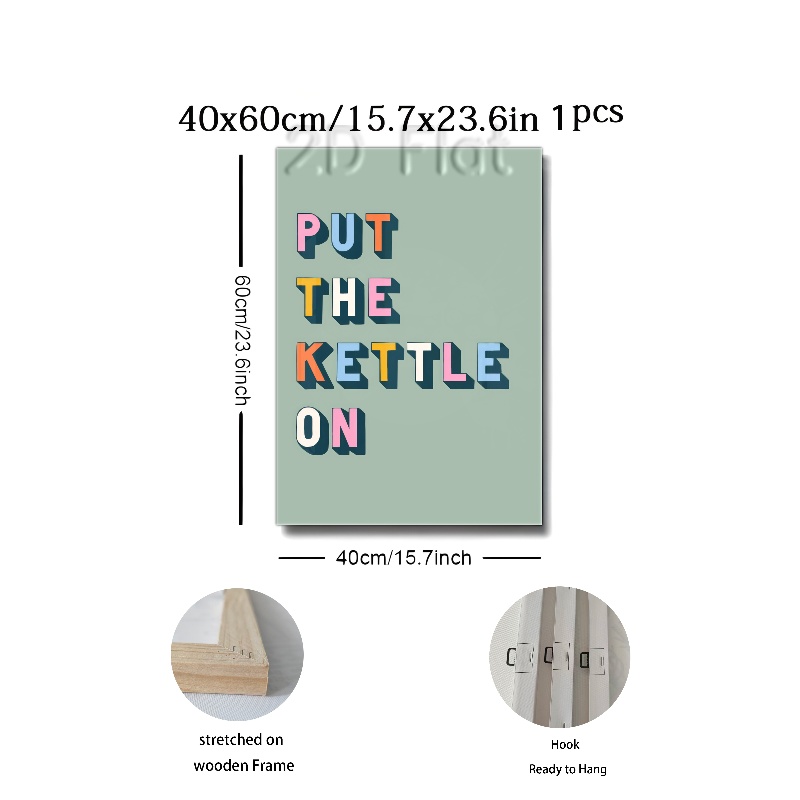 40x60cm/15.7x23.6in 1pcs
2D Flat
PUT
THE
KETTLE
ON
60cm/23.6inch
40cm/15.7inch
stretched on
wooden Frame
Hook
Ready to Hang